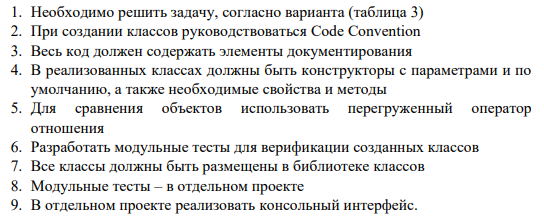 1. Необходимо решить задачу, согласно варианта (таблица 3)
2. При создании классов руководствоваться Code Convention
3. Весь код должен содержать элементы документирования
4. В реализованных классах должны быть конструкторы с параметрами и по
умолчанию, а также необходимые свойства и методы
5. Для сравнения объектов использовать перегруженный оператор
отношения
6. Разработать модульные тесты для верификации созданных классов
7. Все классы должны быть размещены в библиотеке классов
8. Модульные тесты – в отдельном проекте
9. В отдельном проекте реализовать консольный интерфейс.